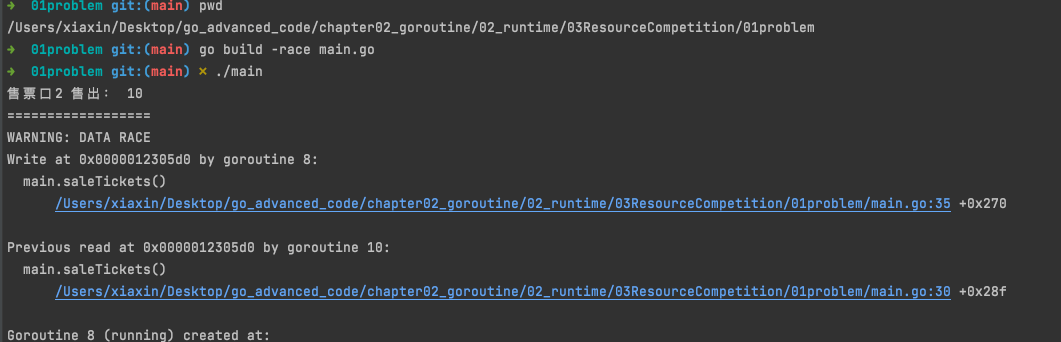 ➜ 01problem git:(main) pwd
/Users/xiaxin/Desktop/go_advanced_code/chapter02_goroutine/02_runtime/03ResourceCompetition/01problem
➜ 01problem git:(main) go build -race main.go
➜ 01problem git:(main) ✗ ./main
售票口2 售出： 10
==================
WARNING: DATA RACE
Write at 0x0000012305d0 by goroutine 8:
main.saleTickets()
/Users/xiaxin/Desktop/go_advanced_code/chapter02_goroutine/02_runtime/03ResourceCompetition/01problem/main.go:35 +0x270
Previous read at 0x0000012305d0 by goroutine 10:
main.saleTickets()
/Users/xiaxin/Desktop/go_advanced_code/chapter02_goroutine/02_runtime/03ResourceCompetition/01problem/main.go:30 +0x28f
Goroutine 8 (running) created at: